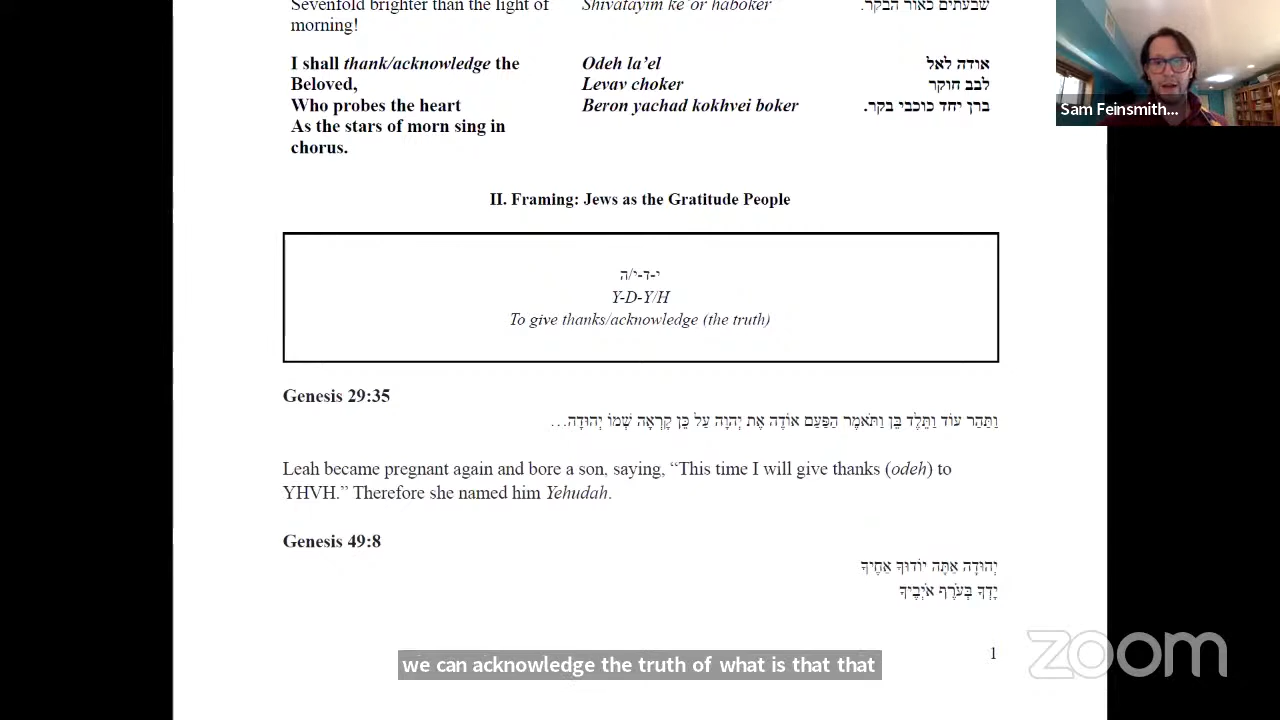 Sevenfold brighter than the light of
morning!
Shivatayim ke'or haboker
שבעתים כאור הבקר.
I shall thank/acknowledge the
Beloved,
Who probes the heart
As the stars of morn sing in
chorus.
Odeh la'el
Levav choker
Beron yachad kokhvei boker
אודה לאל
לבב חוקר
ברן יחד כוכבי בקר.
II. Framing: Jews as the Gratitude People
י-ד-י/ה
Y-D-Y/H
To give thanks/acknowledge (the truth)
Genesis 29:35
וַתַּהַר עוֹד וַתֵּלֶד בֵּן וַתֹּאמֶר הַפַּעַם אוֹדֶה אֶת יְהוָה עַל כֵּן קָרְאָה שְׁמוֹ יְהוּדָה...
Leah became pregnant again and bore a son, saying, “This time I will give thanks (odeh) to
YHVH.” Therefore she named him Yehudah.
Genesis 49:8
יְהוּדָה אַתָּה יוֹדוּךָ אַחֶיךָ
יָדְךָ בְּעֹרֶף אֹיְבֶיךָ
1
Sam Feinsmith...
we can acknowledge the truth of what is that that
zoom